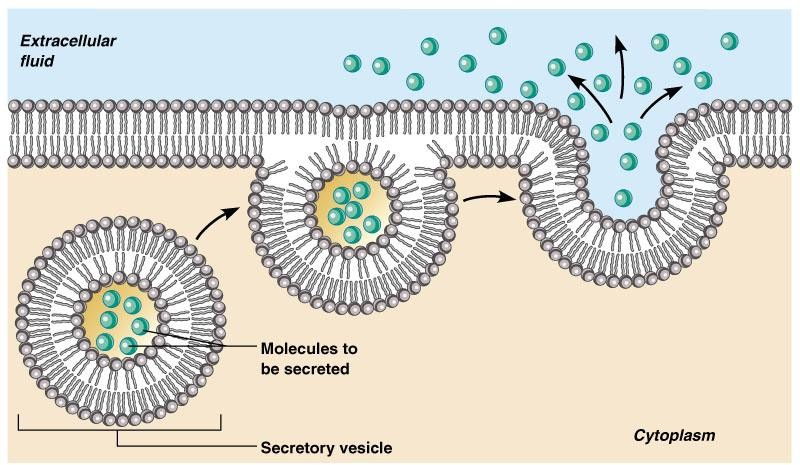 Extracellular
fluid
Molecules to
be secreted
Secretory vesicle
Cytoplasm